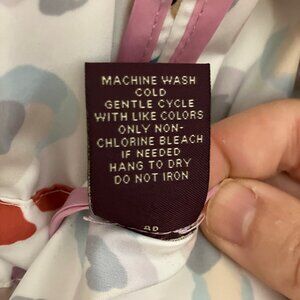 MACHINE WASH
COLD
GENTLE CYCLE
WITH LIKE COLORS
ONLY NON-
CHLORINE BLEACH
IF NEEDED
HANG TO DRY
DO NOT IRON